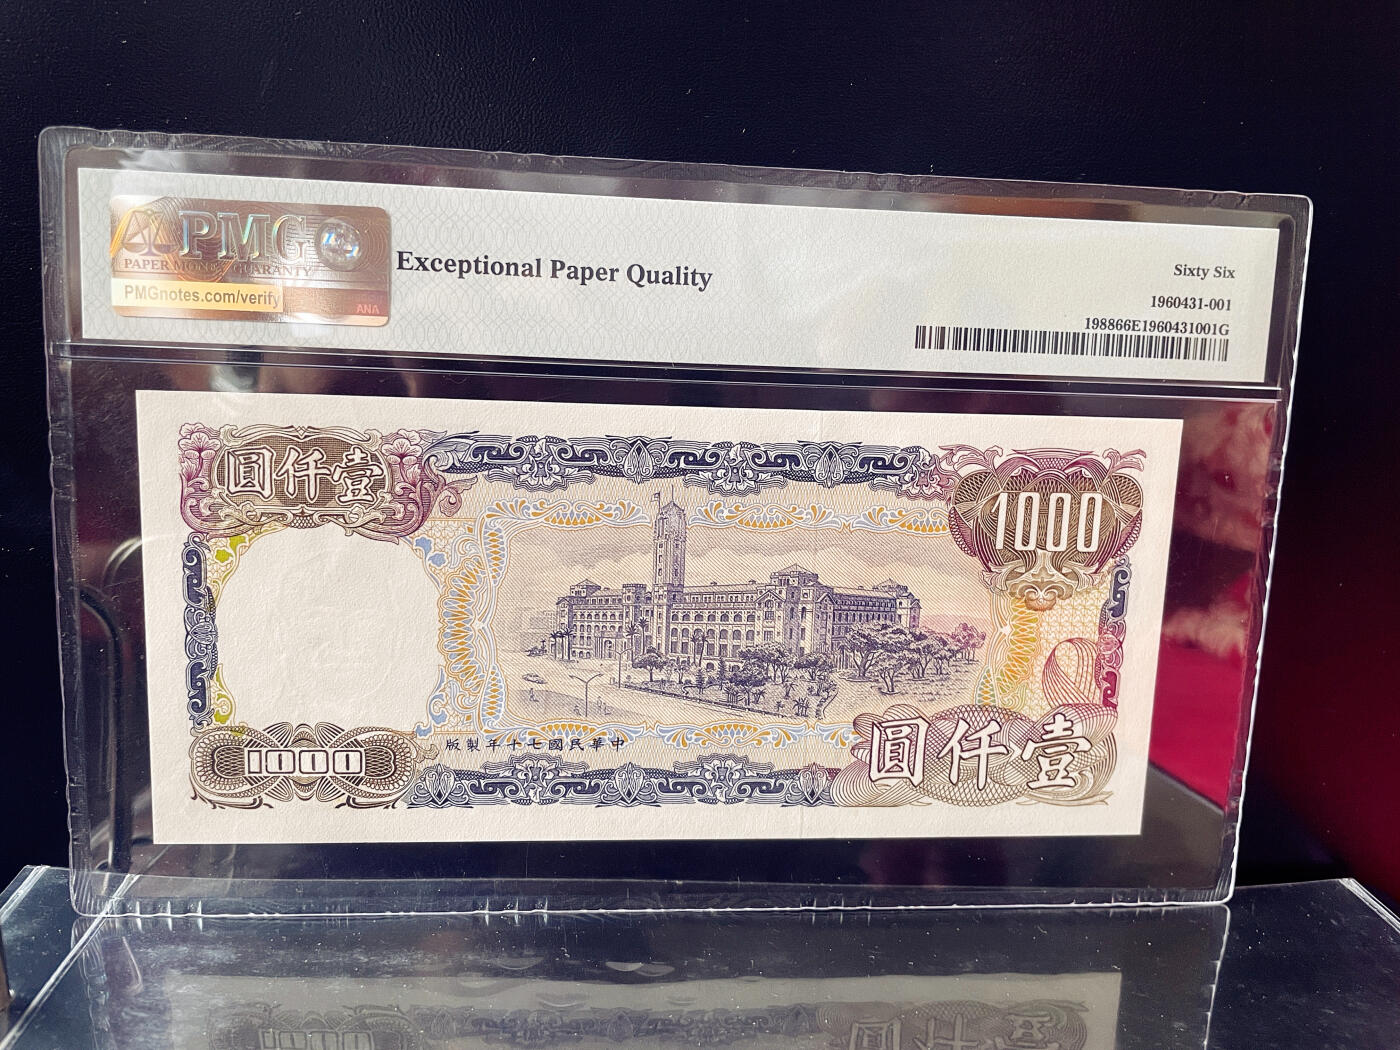 PMG
PAPER MONEY GUARANTY
PMGnotes.com/verify
ANA
Exceptional Paper Quality
Sixty Six
1960431-001
198866E1960431001G
圓仟壹
1000
版製年十七國民華中
1000
圓仟壹